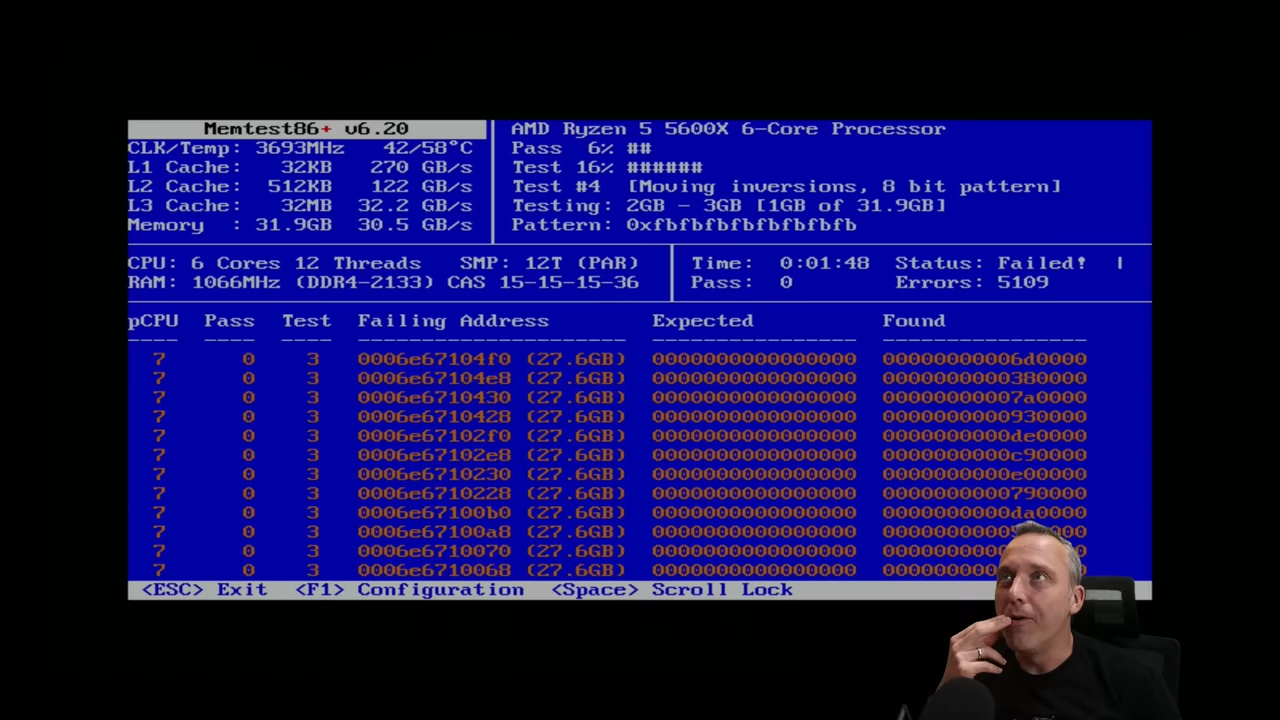 Memtest86+ v6.20
AMD Ryzen 5 5600X 6-Core Processor
CLK/Temp: 3693MHz 42/58°C
Pass 6% ##
L1 Cache: 32KB 270 GB/s
Test 16% ######
L2 Cache: 512KB 122 GB/s
Test #4 [Moving inversions, 8 bit pattern]
L3 Cache: 32MB 32.2 GB/s
Testing: 2GB - 3GB [1GB of 31.9GB]
Memory : 31.9GB 30.5 GB/s
Pattern: 0xfbfbfbfbfbfbfbfb
CPU: 6 Cores 12 Threads SMP: 12T (PAR)
Time: 0:01:48 Status: Failed! |
RAM: 1066MHz (DDR4-2133) CAS 15-15-15-36
Pass: 0 Errors: 5109
pCPU Pass Test Failing Address Expected Found
7 0 3 0006e67104f0 (27.6GB) 0000000000000000 00000000006d0000
7 0 3 0006e67104e8 (27.6GB) 0000000000000000 0000000000380000
7 0 3 0006e6710430 (27.6GB) 0000000000000000 00000000007a0000
7 0 3 0006e6710428 (27.6GB) 0000000000000000 0000000000930000
7 0 3 0006e67102f0 (27.6GB) 0000000000000000 0000000000de0000
7 0 3 0006e67102e8 (27.6GB) 0000000000000000 0000000000c90000
7 0 3 0006e6710230 (27.6GB) 0000000000000000 0000000000e00000
7 0 3 0006e6710228 (27.6GB) 0000000000000000 0000000000790000
7 0 3 0006e67100b0 (27.6GB) 0000000000000000 0000000000da0000
7 0 3 0006e67100a8 (27.6GB) 0000000000000000
7 0 3 0006e6710070 (27.6GB) 0000000000000000
7 0 3 0006e6710068 (27.6GB) 0000000000000000
<ESC> Exit <F1> Configuration <Space> Scroll Lock